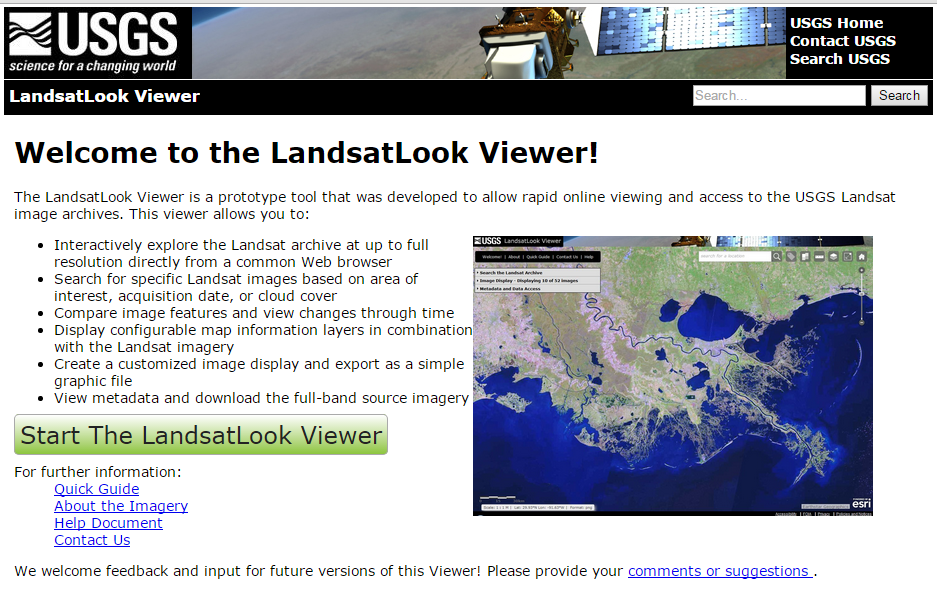 USGS
science for a changing world
USGS Home
Contact USGS
Search USGS
LandsatLook Viewer
Search...
Search
Welcome to the LandsatLook Viewer!
The LandsatLook Viewer is a prototype tool that was developed to allow rapid online viewing and access to the USGS Landsat
image archives. This viewer allows you to:
• Interactively explore the Landsat archive at up to full
resolution directly from a common Web browser
• Search for specific Landsat images based on area of
interest, acquisition date, or cloud cover
• Compare image features and view changes through time
• Display configurable map information layers in combination
with the Landsat imagery
• Create a customized image display and export as a simple
graphic file
• View metadata and download the full-band source imagery
USGS LandsatLook Viewer
Welcome! | About | Quick Guide | Contact Us | Help
search for a location
Search the Landsat Archive
Image Display - Displaying 10 of 52 images
Metadata and Data Access
esri
Accessibility | FOIA | Privacy | Policies and Notices
Start The LandsatLook Viewer
For further information:
Quick Guide
About the Imagery
Help Document
Contact Us
We welcome feedback and input for future versions of this Viewer! Please provide your comments or suggestions .